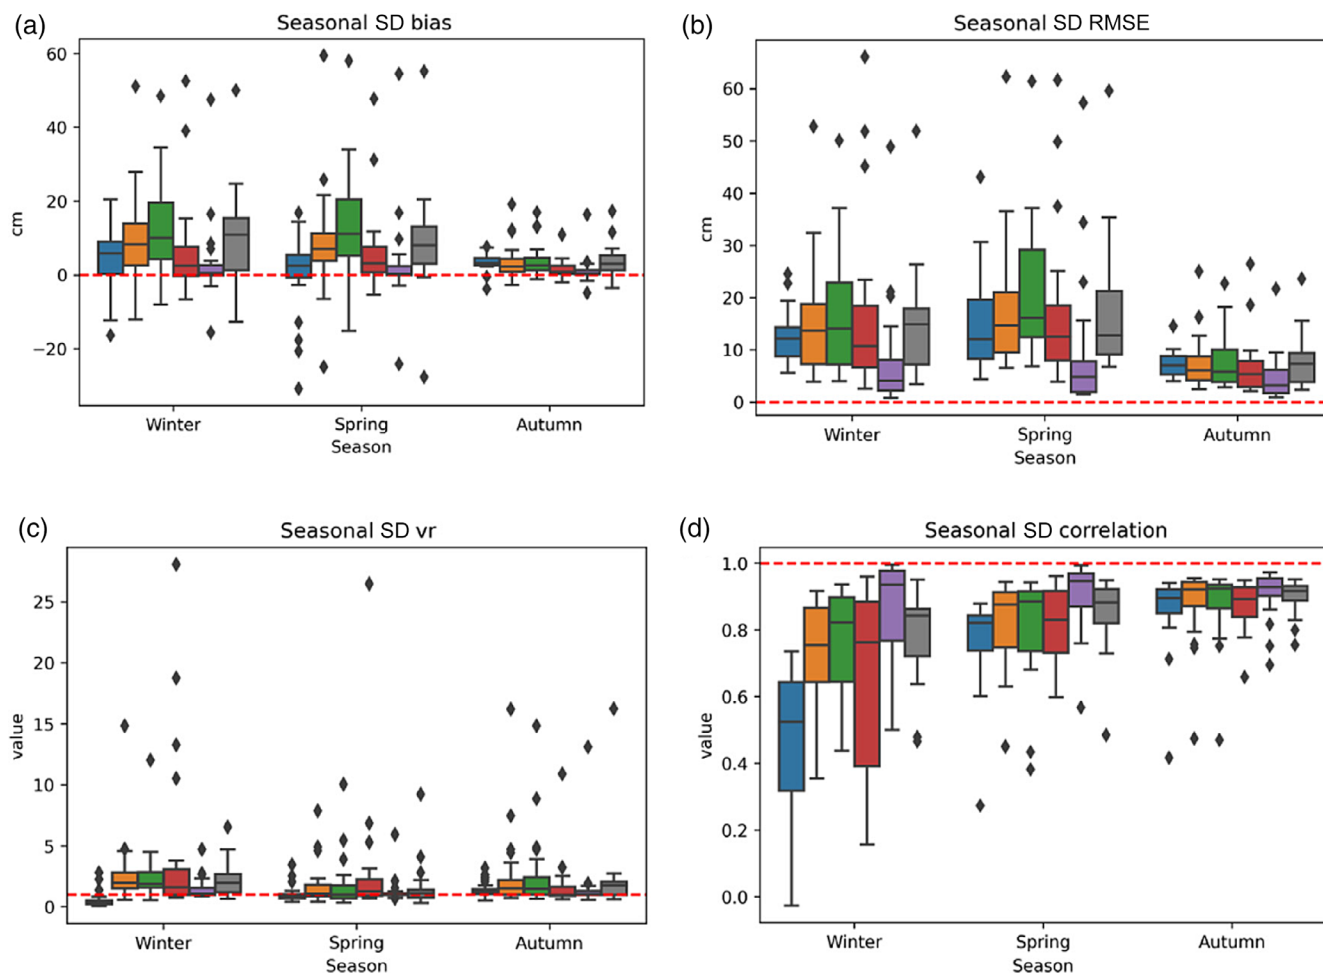 (a)
Seasonal SD bias
60
40
20
0
−20
cm
Winter
Spring
Autumn
Season
(b)
Seasonal SD RMSE
60
50
40
30
20
10
0
cm
Winter
Spring
Autumn
Season
(c)
Seasonal SD vr
25
20
15
10
5
0
value
Winter
Spring
Autumn
Season
(d)
Seasonal SD correlation
1.0
0.8
0.6
0.4
0.2
0.0
value
Winter
Spring
Autumn
Season